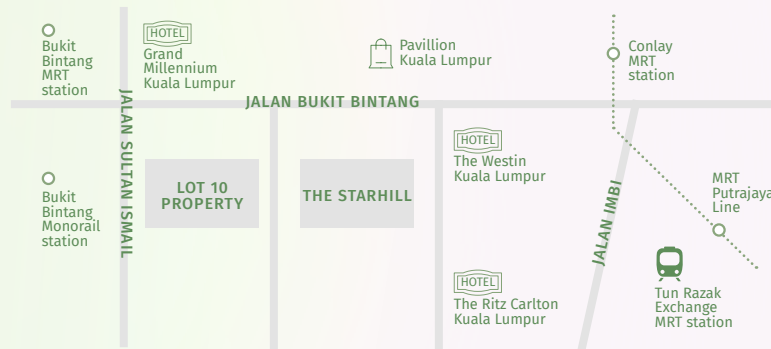 Bukit
Bintang
MRT
station
HOTEL
Grand
Millennium
Kuala Lumpur
Pavillion
Kuala Lumpur
Conlay
MRT
station
JALAN BUKIT BINTANG
JALAN SULTAN ISMAIL
Bukit
Bintang
Monorail
station
LOT 10
PROPERTY
THE STARHILL
HOTEL
The Westin
Kuala Lumpur
JALAN IMBI
MRT
Putrajaya
Line
HOTEL
The Ritz Carlton
Kuala Lumpur
Tun Razak
Exchange
MRT station